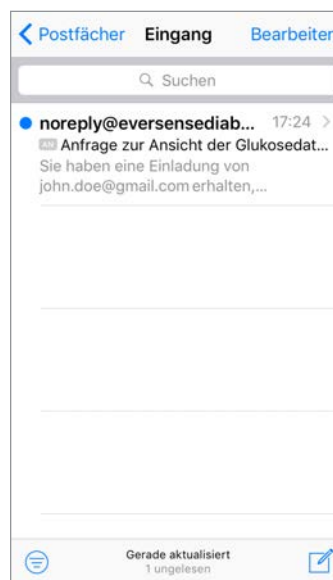 Postfächer Eingang Bearbeiten
Suchen
noreply@eversensediab... 17:24
AN Anfrage zur Ansicht der Glukosedat...
Sie haben eine Einladung von
john.doe@gmail.com erhalten,...
Gerade aktualisiert
1 ungelesen